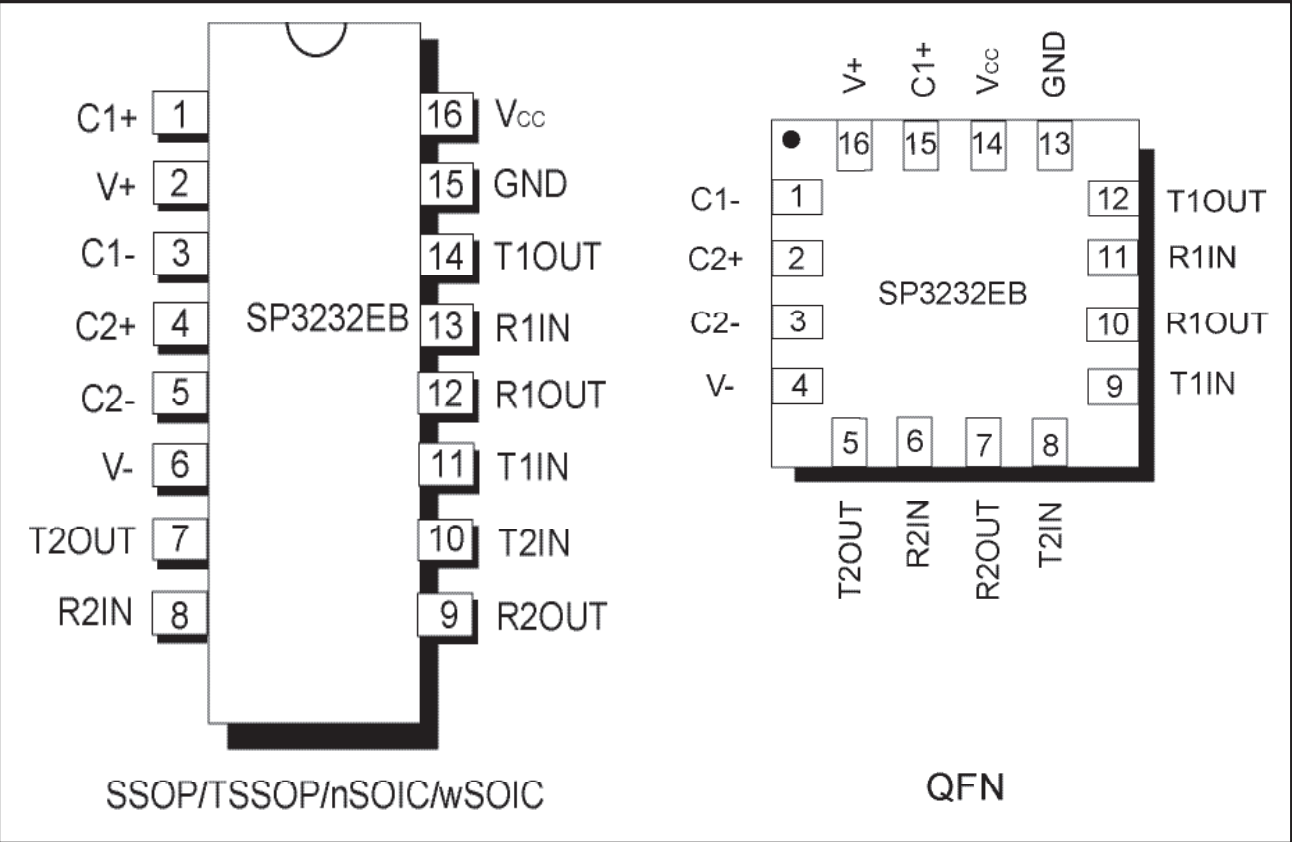 C1+ 1 16 VCC
V+ 2 15 GND
C1- 3 14 T1OUT
C2+ 4 SP3232EB 13 R1IN
C2- 5 12 R1OUT
V- 6 11 T1IN
T2OUT 7 10 T2IN
R2IN 8 9 R2OUT
SSOP/TSSOP/nSOIC/wSOIC
V+ C1+ VCC GND
16 15 14 13
C1- 1 12 T1OUT
C2+ 2 11 R1IN
SP3232EB
C2- 3 10 R1OUT
V- 4 9 T1IN
5 6 7 8
T2OUT R2IN R2OUT T2IN
QFN